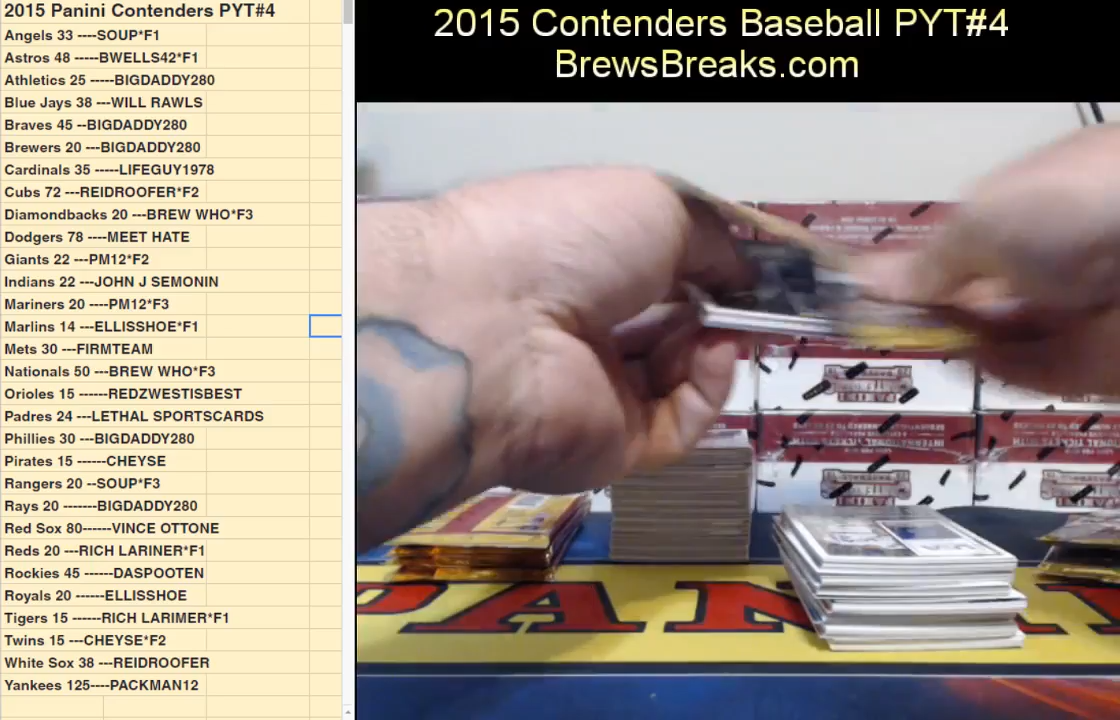 2015 Panini Contenders PYT#4
Angels 33 ----SOUP*F1
Astros 48 -----BWELLS42*F1
Athletics 25 -----BIGDADDY280
Blue Jays 38 ---WILL RAWLS
Braves 45 --BIGDADDY280
Brewers 20 ---BIGDADDY280
Cardinals 35 -----LIFEGUY1978
Cubs 72 ---REIDROOFER*F2
Diamondbacks 20 ---BREW WHO*F3
Dodgers 78 ----MEET HATE
Giants 22 ---PM12*F2
Indians 22 ---JOHN J SEMONIN
Mariners 20 ----PM12*F3
Marlins 14 ---ELLISSHOE*F1
Mets 30 ---FIRMTEAM
Nationals 50 ---BREW WHO*F3
Orioles 15 ------REDZWESTISBEST
Padres 24 ---LETHAL SPORTSCARDS
Phillies 30 ---BIGDADDY280
Pirates 15 ------CHEYSE
Rangers 20 --SOUP*F3
Rays 20 -------BIGDADDY280
Red Sox 80------VINCE OTTONE
Reds 20 ---RICH LARINER*F1
Rockies 45 ------DASPOOTEN
Royals 20 ------ELLISSHOE
Tigers 15 ------RICH LARIMER*F1
Twins 15 ---CHEYSE*F2
White Sox 38 ---REIDROOFER
Yankees 125----PACKMAN12
2015 Contenders Baseball PYT#4
BrewsBreaks.com
PANINI
INTERNATIONAL TICKETS WITH
PANINI